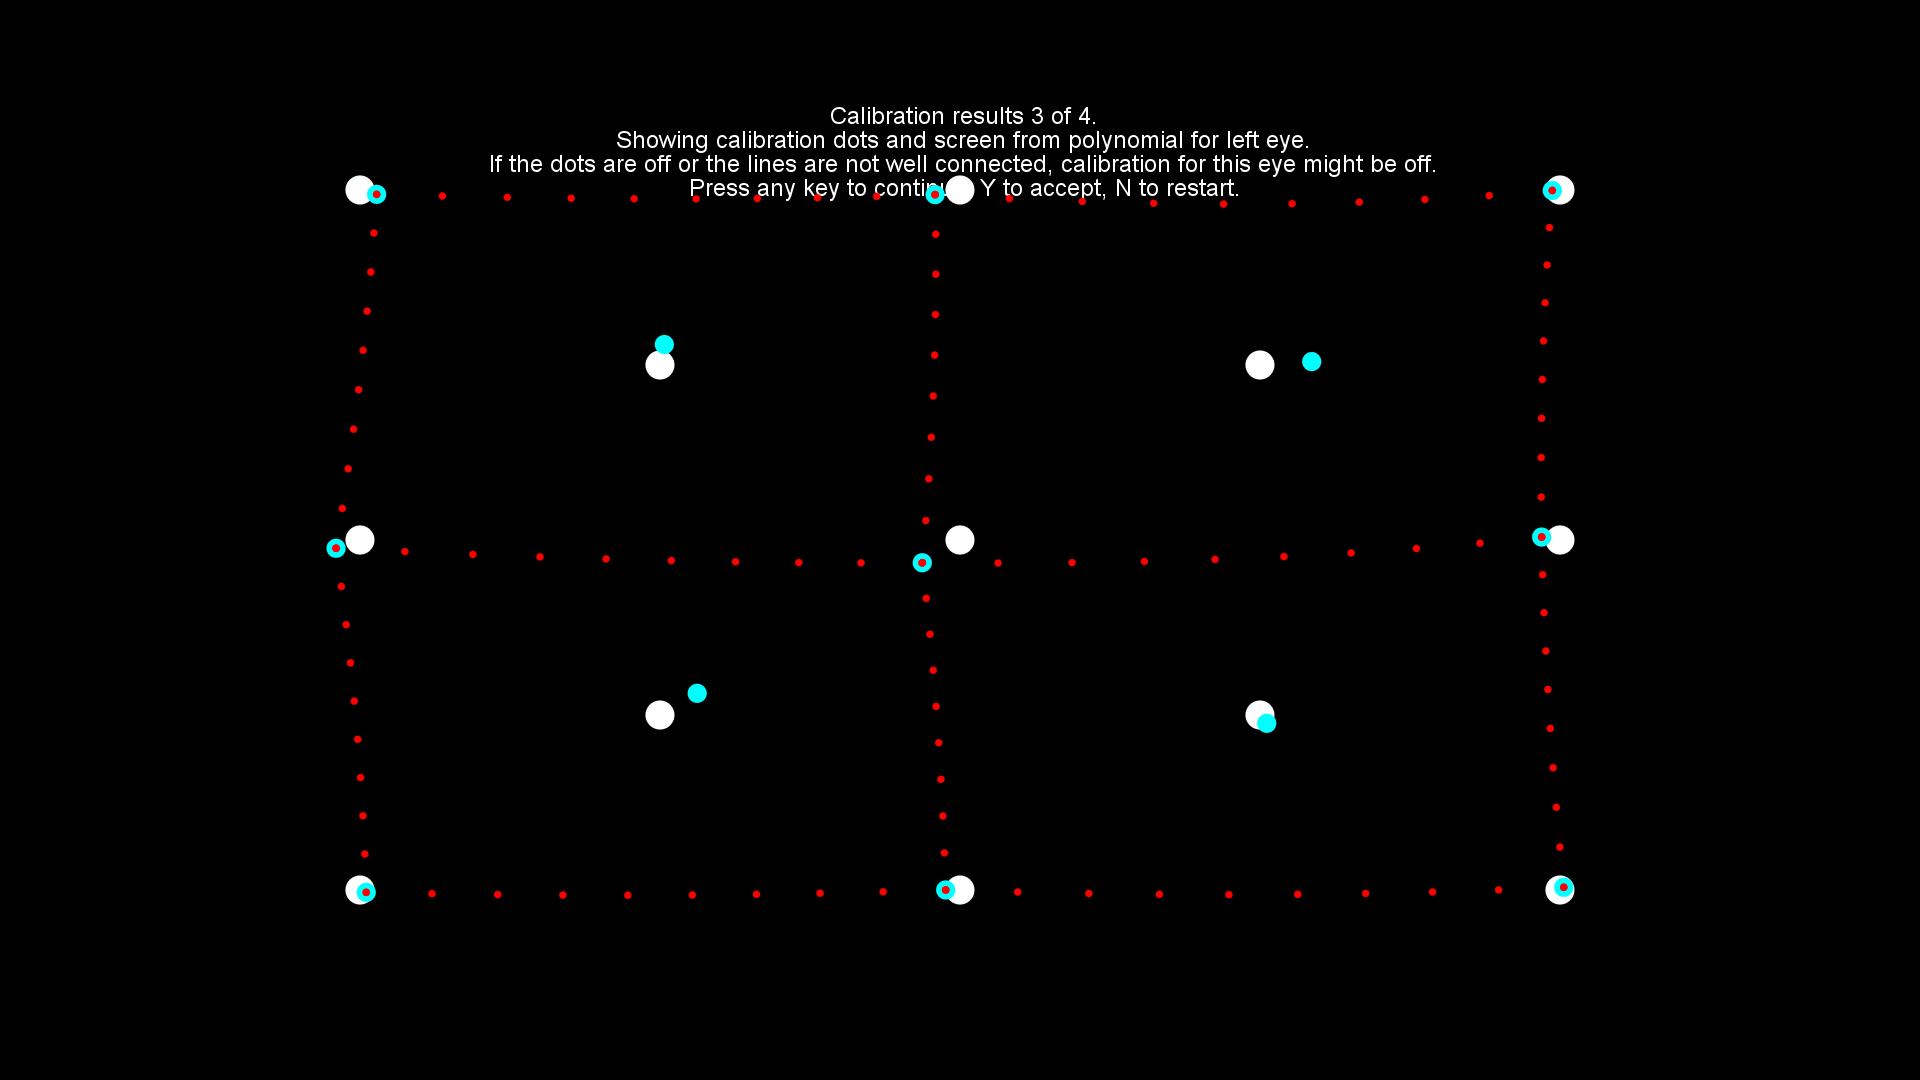 Calibration results 3 of 4.
Showing calibration dots and screen from polynomial for left eye.
If the dots are off or the lines are not well connected, calibration for this eye might be off.
Press any key to continue, Y to accept, N to restart.